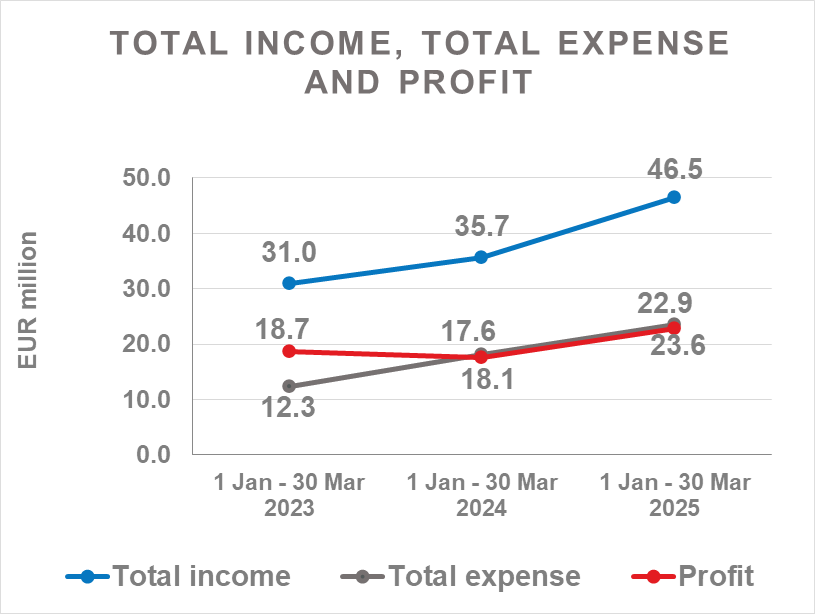 TOTAL INCOME, TOTAL EXPENSE
AND PROFIT
EUR million
50.0
40.0
30.0
20.0
10.0
0.0
31.0
35.7
46.5
18.7
17.6
22.9
12.3
18.1
23.6
1 Jan - 30 Mar
2023
1 Jan - 30 Mar
2024
1 Jan - 30 Mar
2025
Total income
Total expense
Profit